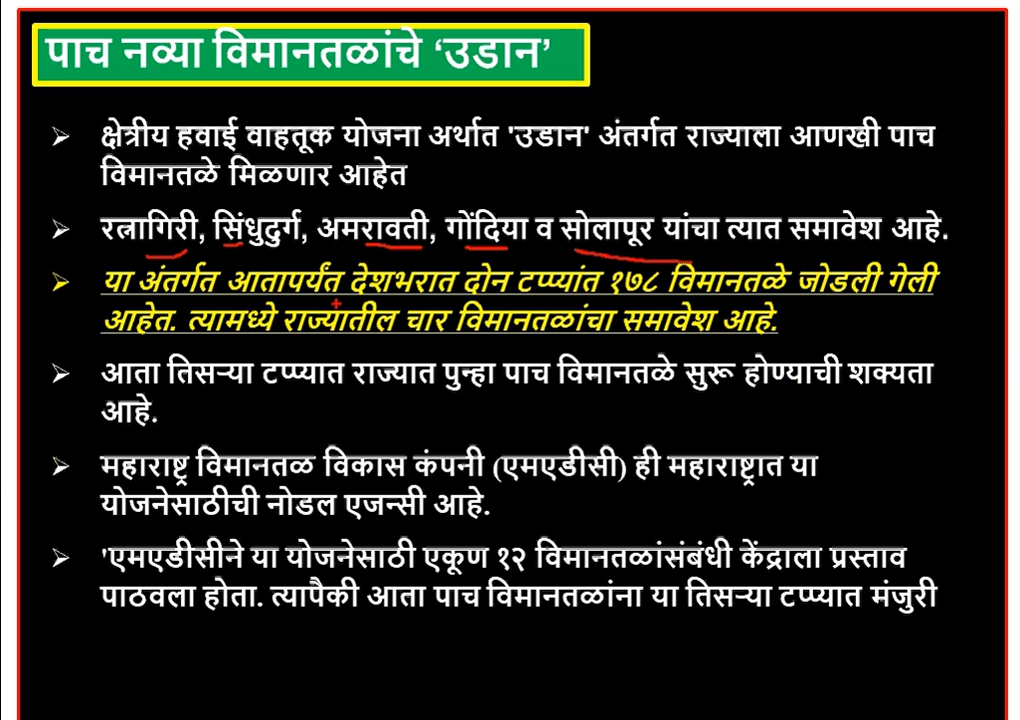 पाच नव्या विमानतळांचे ‘उडान’
➢ क्षेत्रीय हवाई वाहतूक योजना अर्थात 'उडान' अंतर्गत राज्याला आणखी पाच
विमानतळे मिळणार आहेत
➢ रत्नागिरी, सिंधुदुर्ग, अमरावती, गोंदिया व सोलापूर यांचा त्यात समावेश आहे.
➢ या अंतर्गत आतापर्यंत देशभरात दोन टप्प्यांत १७८ विमानतळे जोडली गेली
आहेत. त्यामध्ये राज्यातील चार विमानतळांचा समावेश आहे.
➢ आता तिसऱ्या टप्प्यात राज्यात पुन्हा पाच विमानतळे सुरू होण्याची शक्यता
आहे.
➢ महाराष्ट्र विमानतळ विकास कंपनी (एमएडीसी) ही महाराष्ट्रात या
योजनेसाठीची नोडल एजन्सी आहे.
➢ 'एमएडीसीने या योजनेसाठी एकूण १२ विमानतळांसंबंधी केंद्राला प्रस्ताव
पाठवला होता. त्यापैकी आता पाच विमानतळांना या तिसऱ्या टप्प्यात मंजुरी